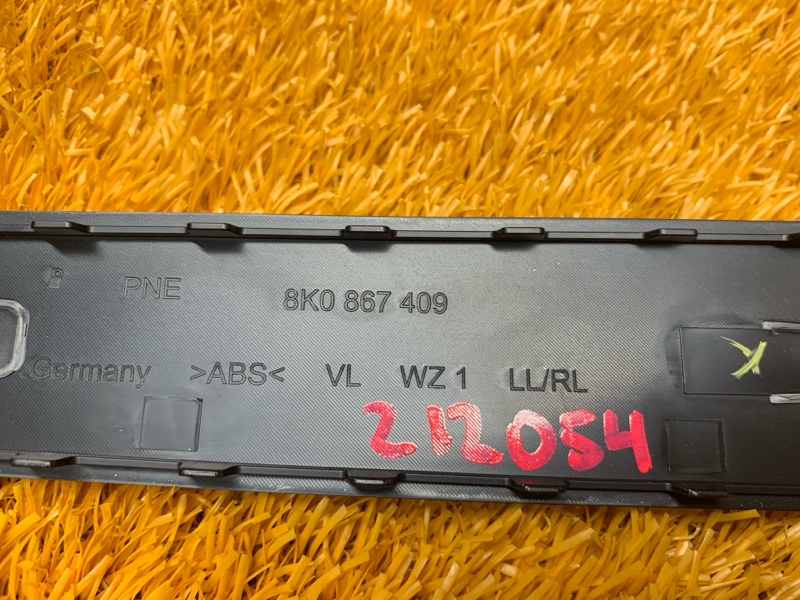 PNE 8K0 867 409
Germany >ABS< VL WZ 1 LL/RL
212054